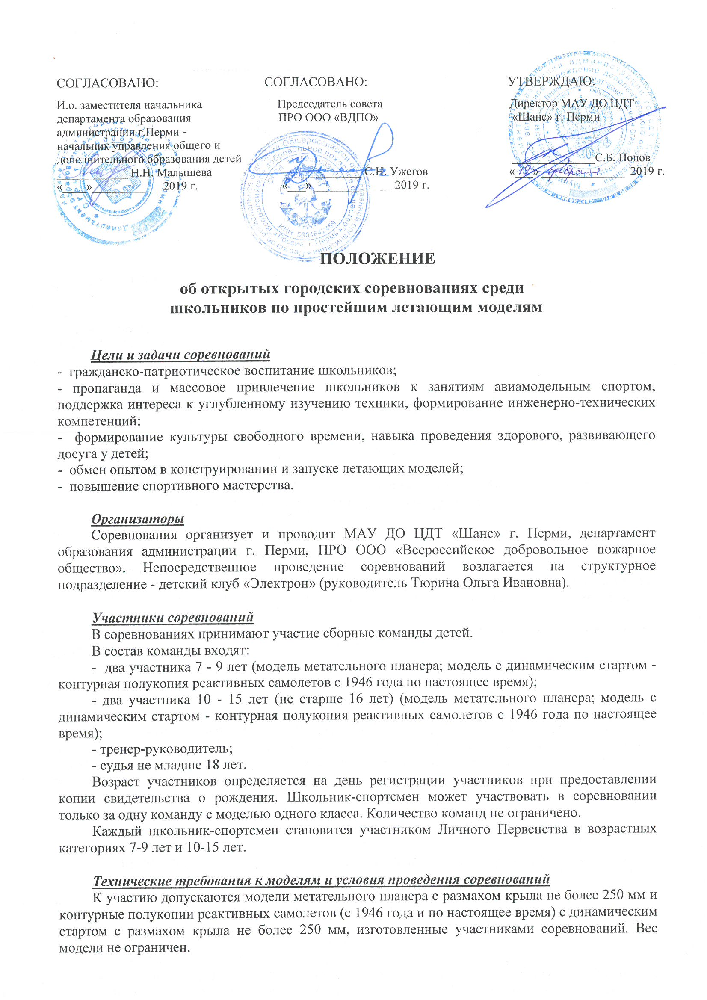 СОГЛАСОВАНО:
И.о. заместителя начальника
департамента образования
администрации г. Перми -
начальник управления общего и
дополнительного образования детей
____________ Н.Н. Малышева
«____»____________2019 г.
СОГЛАСОВАНО:
Председатель совета
ПРО ООО «ВДПО»
_____________ С.Н. Ужегов
«___»_____________ 2019 г.
УТВЕРЖДАЮ:
Директор МАУ ДО ЦДТ
«Шанс» г. Перми
______________С.Б. Попов
«19» февраля 2019 г.
ИНН 5904642459
Россия, г. Пермь
ПОЛОЖЕНИЕ
об открытых городских соревнованиях среди
школьников по простейшим летающим моделям
Цели и задачи соревнований
- гражданско-патриотическое воспитание школьников;
- пропаганда и массовое привлечение школьников к занятиям авиамодельным спортом,
поддержка интереса к углубленному изучению техники, формирование инженерно-технических
компетенций;
- формирование культуры свободного времени, навыка проведения здорового, развивающего
досуга у детей;
- обмен опытом в конструировании и запуске летающих моделей;
- повышение спортивного мастерства.
Организаторы
Соревнования организует и проводит МАУ ДО ЦДТ «Шанс» г. Перми, департамент
образования администрации г. Перми, ПРО ООО «Всероссийское добровольное пожарное
общество». Непосредственное проведение соревнований возлагается на структурное
подразделение - детский клуб «Электрон» (руководитель Тюрина Ольга Ивановна).
Участники соревнований
В соревнованиях принимают участие сборные команды детей.
В состав команды входят:
- два участника 7 - 9 лет (модель метательного планера; модель с динамическим стартом -
контурная полукопия реактивных самолетов с 1946 года по настоящее время);
- два участника 10 - 15 лет (не старше 16 лет) (модель метательного планера; модель с
динамическим стартом - контурная полукопия реактивных самолетов с 1946 года по настоящее
время);
- тренер-руководитель;
- судья не младше 18 лет.
Возраст участников определяется на день регистрации участников при предоставлении
копии свидетельства о рождения. Школьник-спортсмен может участвовать в соревновании
только за одну команду с моделью одного класса. Количество команд не ограничено.
Каждый школьник-спортсмен становится участником Личного Первенства в возрастных
категориях 7-9 лет и 10-15 лет.
Технические требования к моделям и условия проведения соревнований
К участию допускаются модели метательного планера с размахом крыла не более 250 мм и
контурные полукопии реактивных самолетов (с 1946 года и по настоящее время) с динамическим
стартом с размахом крыла не более 250 мм, изготовленные участниками соревнований. Вес
модели не ограничен.